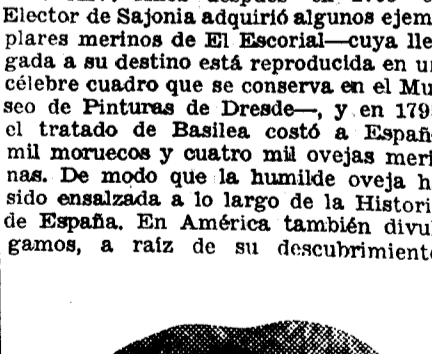 Elector de Sajonia adquirió algunos ejem
plares merinos de El Escorial—cuya lle
gada a su destino está reproducida en u
célebre cuadro que se conserva en el Mu
seo de Pinturas de Dresde—, y en 179
el tratado de Basilea costó a Españ
mil moruecos y cuatro mil ovejas meri
nas. De modo que la humilde oveja h
sido ensalzada a lo largo de la Histori
de España. En América también divul
gamos, a raíz de su descubrimient